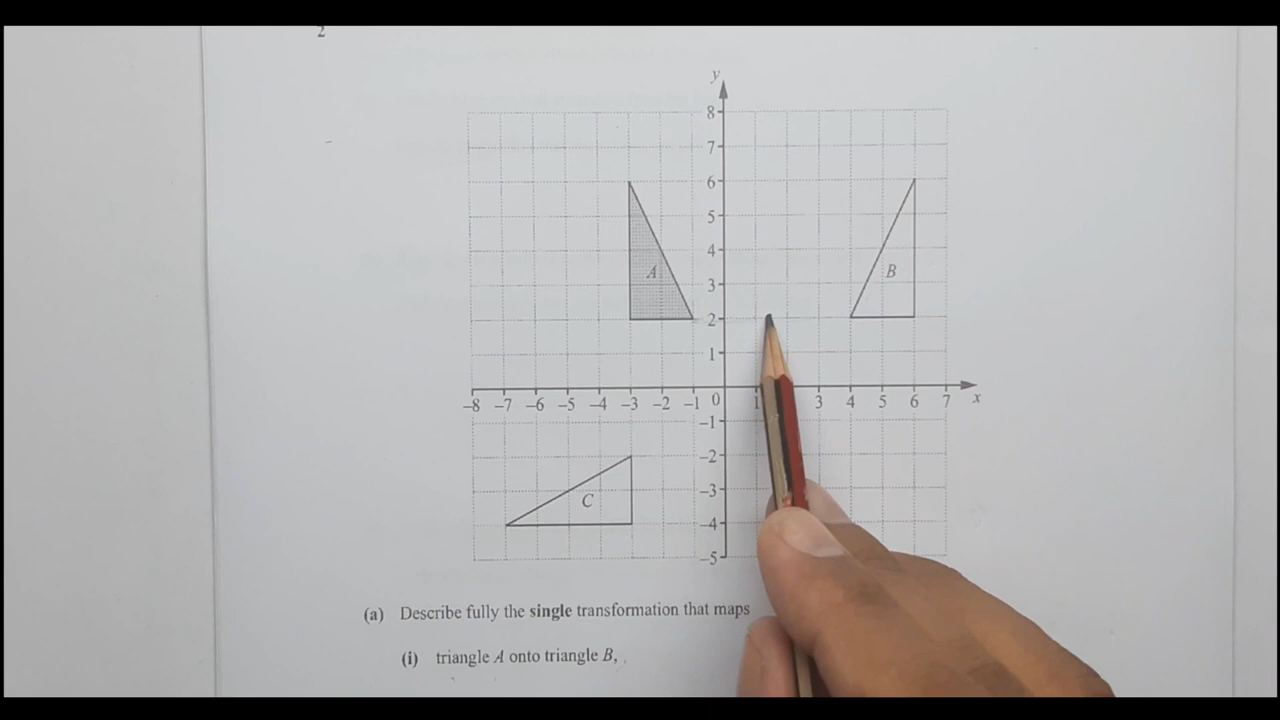 2
y
8
7
6
5
4
A
B
3
2
1
–8 –7 –6 –5 –4 –3 –2 –1 0 1 3 4 5 6 7 x
–1
–2
–3
C
–4
–5
(a) Describe fully the single transformation that maps
(i) triangle A onto triangle B,